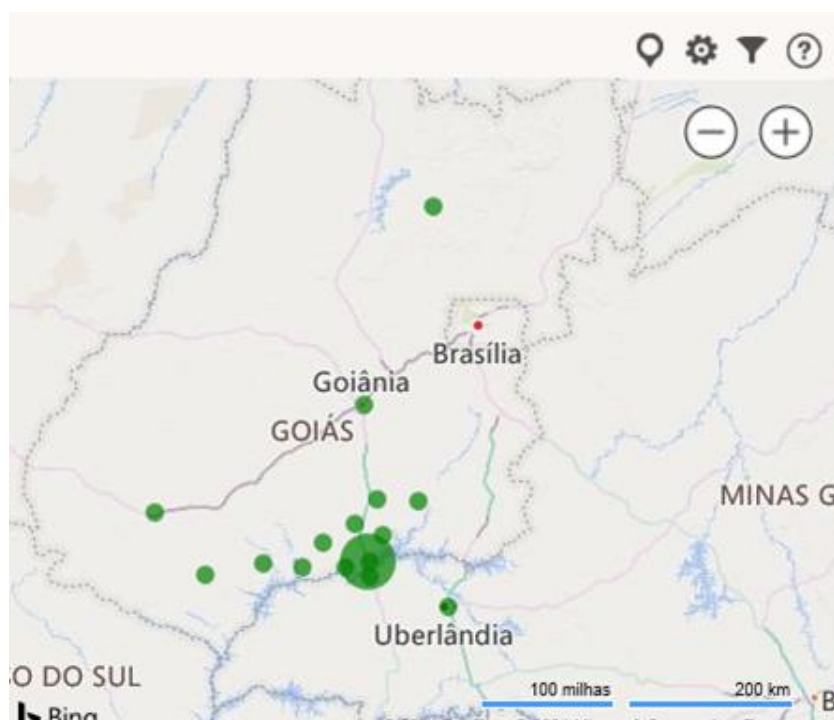 ?
Brasília
Goiânia
GOIÁS
MINAS G
Uberlândia
O DO SUL
100 milhas 200 km
B
Bing